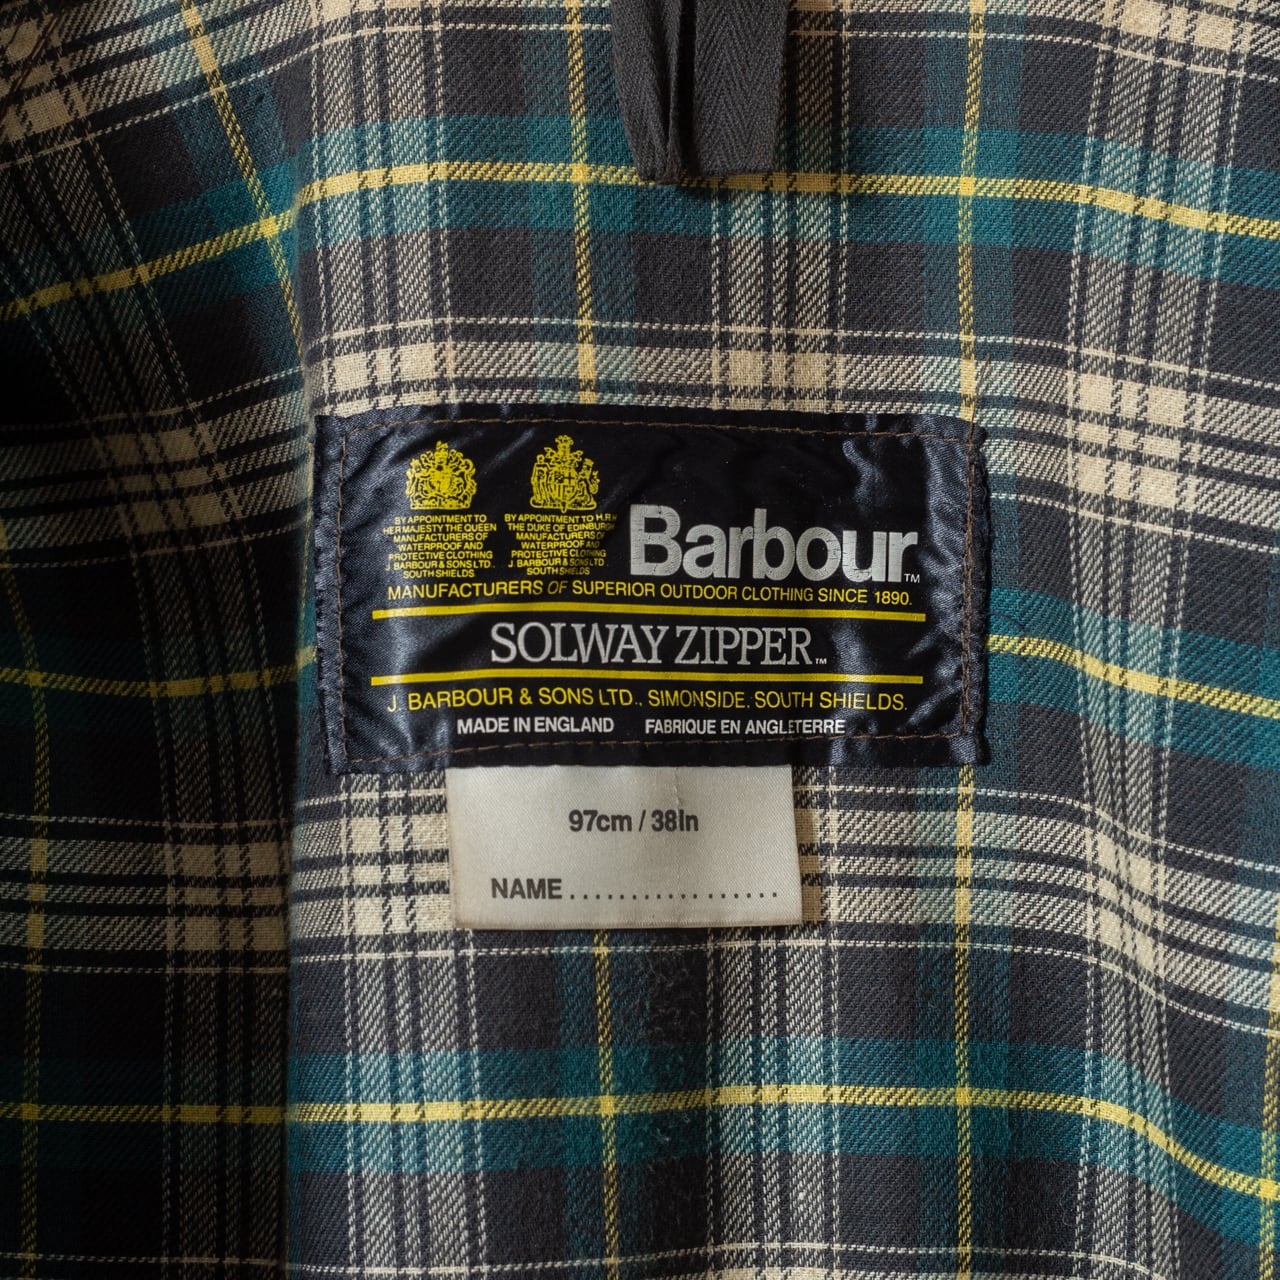 BY APPOINTMENT TO
HER MAJESTY THE QUEEN
MANUFACTURERS OF
WATERPROOF AND
PROTECTIVE CLOTHING
J. BARBOUR & SONS LTD.
SOUTH SHIELDS
BY APPOINTMENT TO H.R.H
THE DUKE OF EDINBURGH
MANUFACTURERS OF
WATERPROOF AND
PROTECTIVE CLOTHING
J. BARBOUR & SONS LTD.
SOUTH SHIELDS
Barbour™
MANUFACTURERS OF SUPERIOR OUTDOOR CLOTHING SINCE 1890.
SOLWAY ZIPPER™
J. BARBOUR & SONS LTD., SIMONSIDE. SOUTH SHIELDS.
MADE IN ENGLAND FABRIQUE EN ANGLETERRE
97cm / 38In
NAME..................